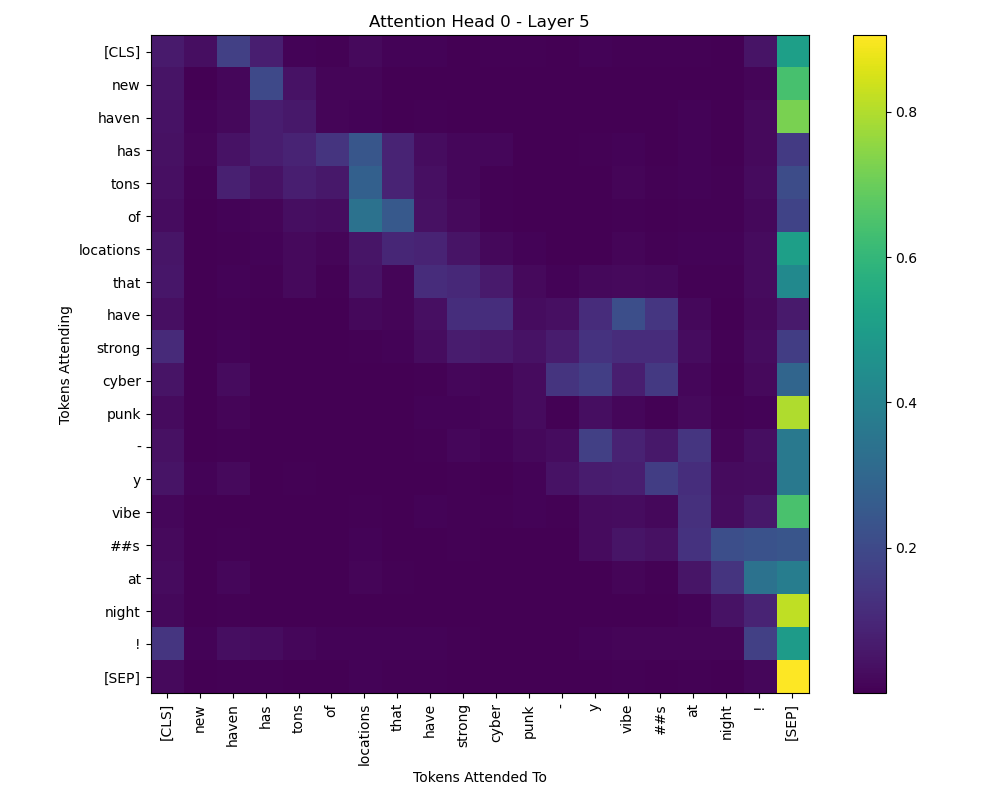 Attention Head 0 - Layer 5
[CLS]
new
haven
has
tons
of
locations
that
have
strong
cyber
punk
-
y
vibe
##s
at
night
!
[SEP]
Tokens Attending
[CLS]
new
haven
has
tons
of
locations
that
have
strong
cyber
punk
-
y
vibe
##s
at
night
!
[SEP]
Tokens Attended To
0.8
0.6
0.4
0.2